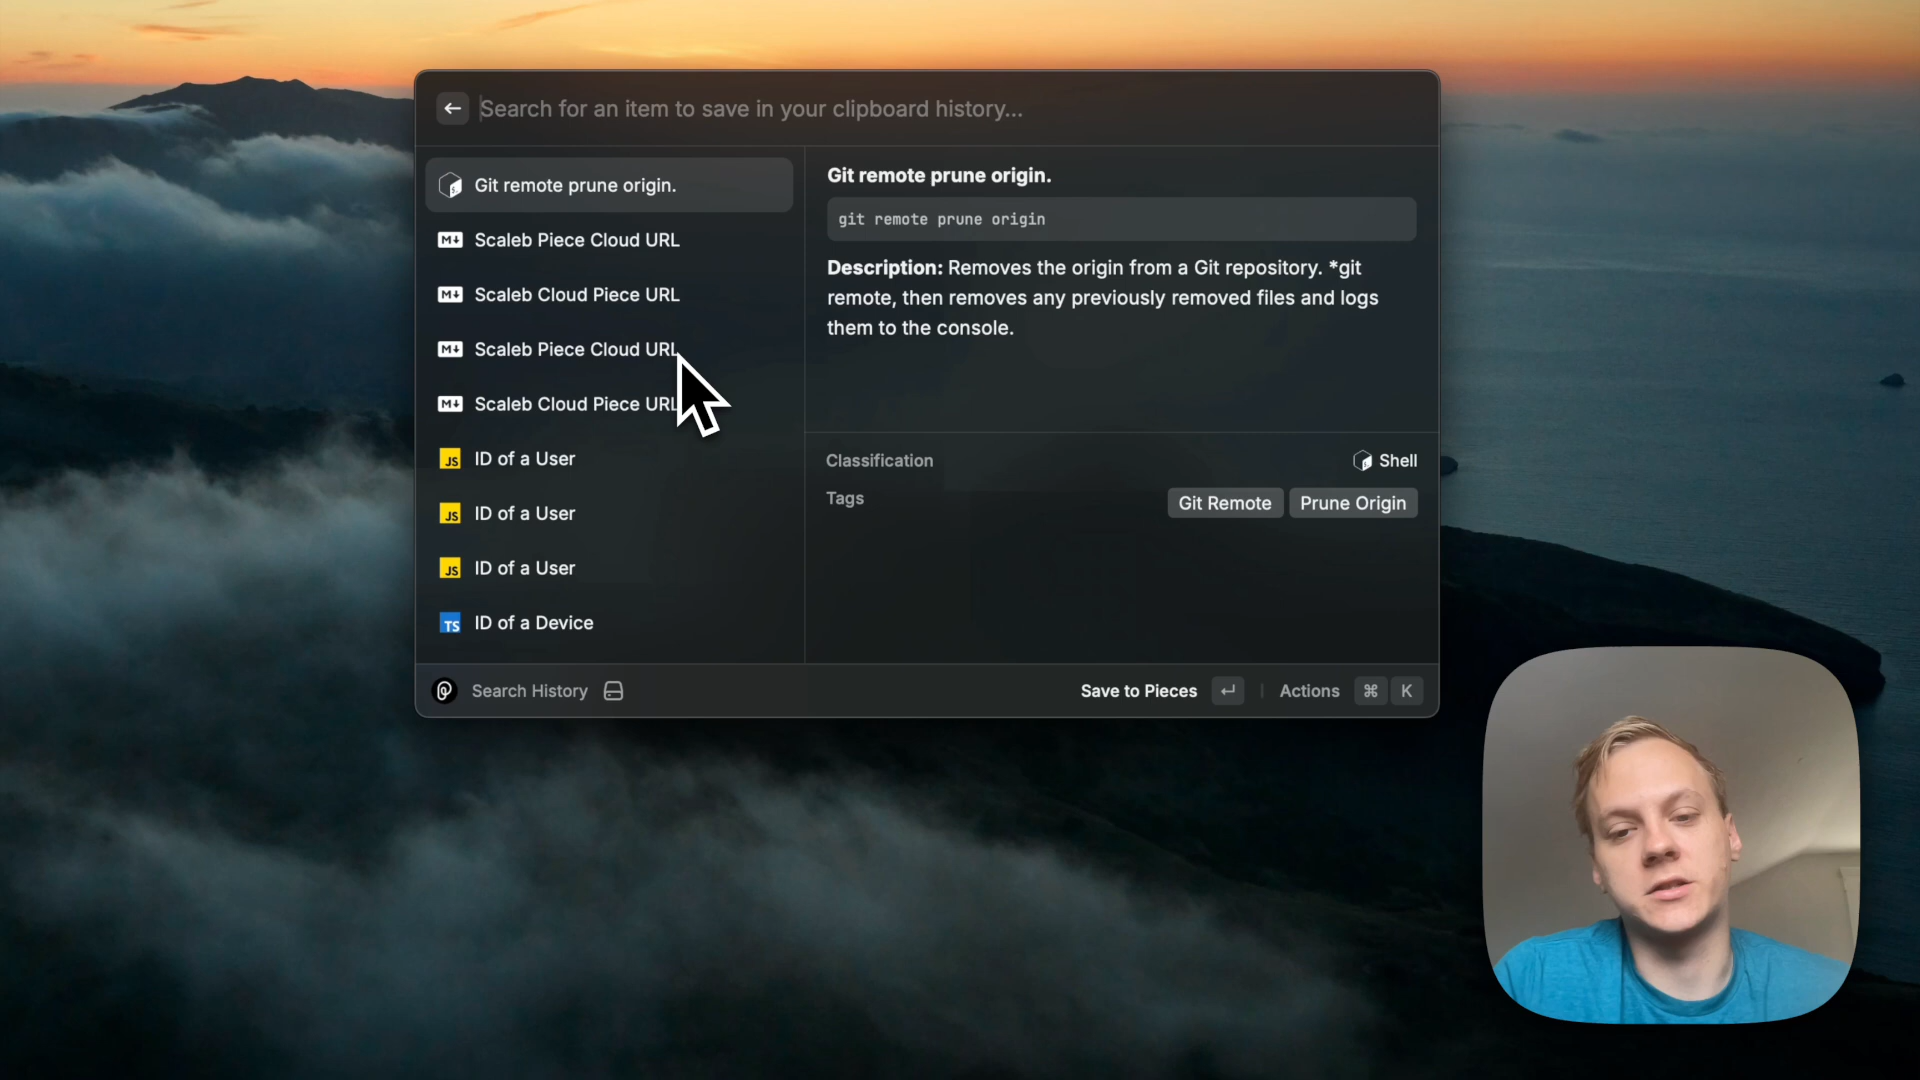 Search for an item to save in your clipboard history...
Git remote prune origin.
Scaleb Piece Cloud URL
Scaleb Cloud Piece URL
Scaleb Piece Cloud URL
Scaleb Cloud Piece URL
ID of a User
ID of a User
ID of a User
ID of a Device
M↓
M↓
M↓
M↓
JS
JS
JS
TS
Git remote prune origin.
git remote prune origin
Description: Removes the origin from a Git repository. *git
remote, then removes any previously removed files and logs
them to the console.
Classification
Shell
Tags
Git Remote
Prune Origin
Search History
Save to Pieces
Actions
⌘
K